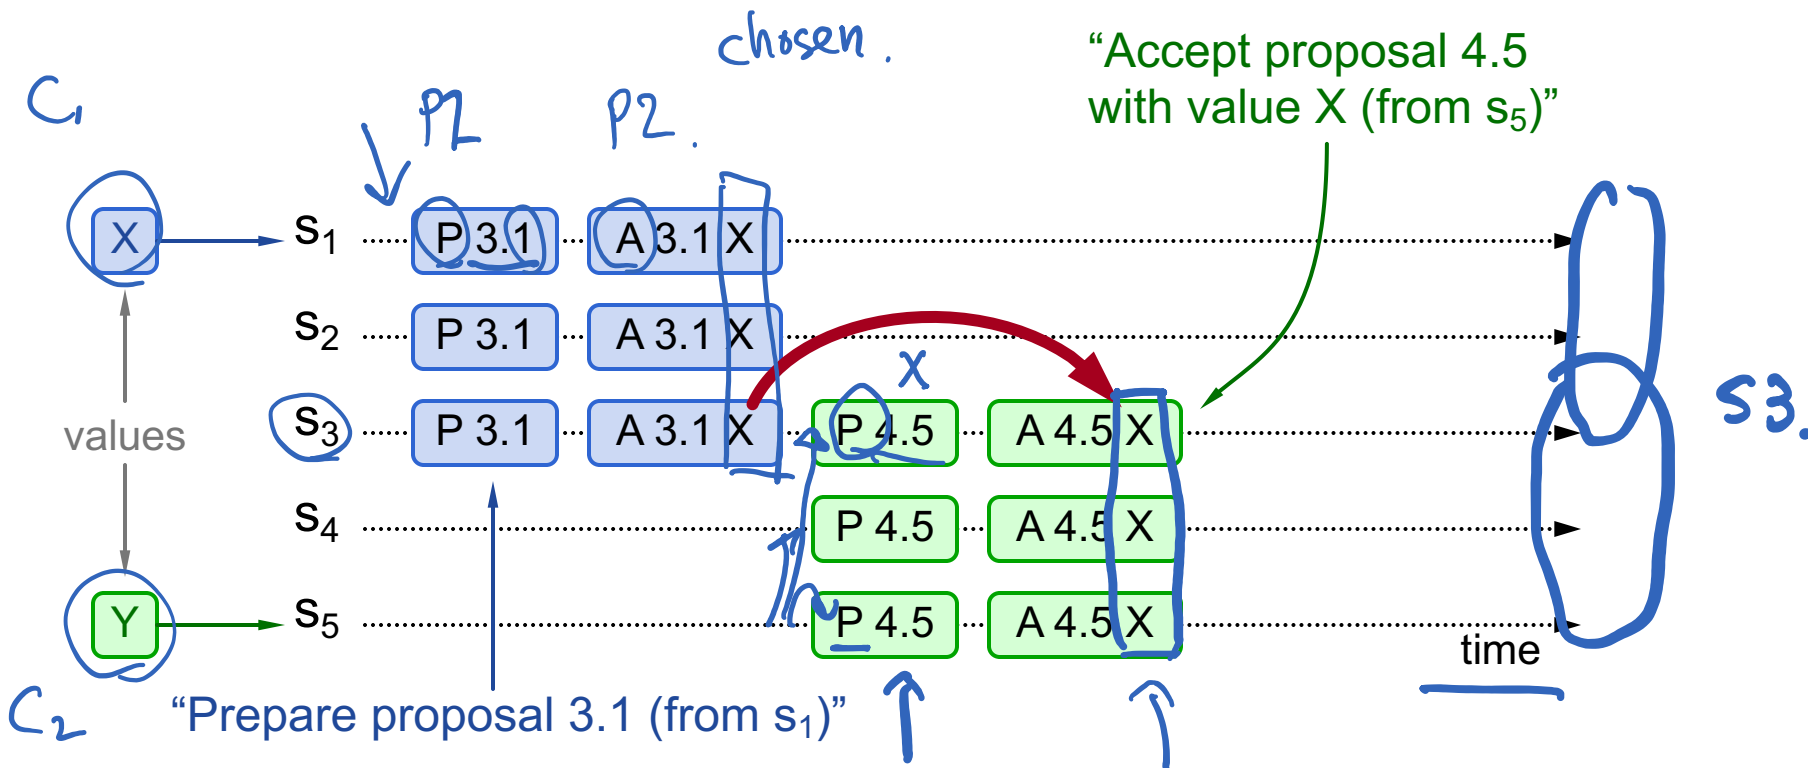 chosen.
"Accept proposal 4.5
with value X (from s5)"
C1
P1 P2.
X s1 P 3.1 A 3.1 X
s2 P 3.1 A 3.1 X
X
s3 P 3.1 A 3.1 X P 4.5 A 4.5 X S3.
values
s4 P 4.5 A 4.5 X
Y s5 P 4.5 A 4.5 X
time
C2 "Prepare proposal 3.1 (from s1)"